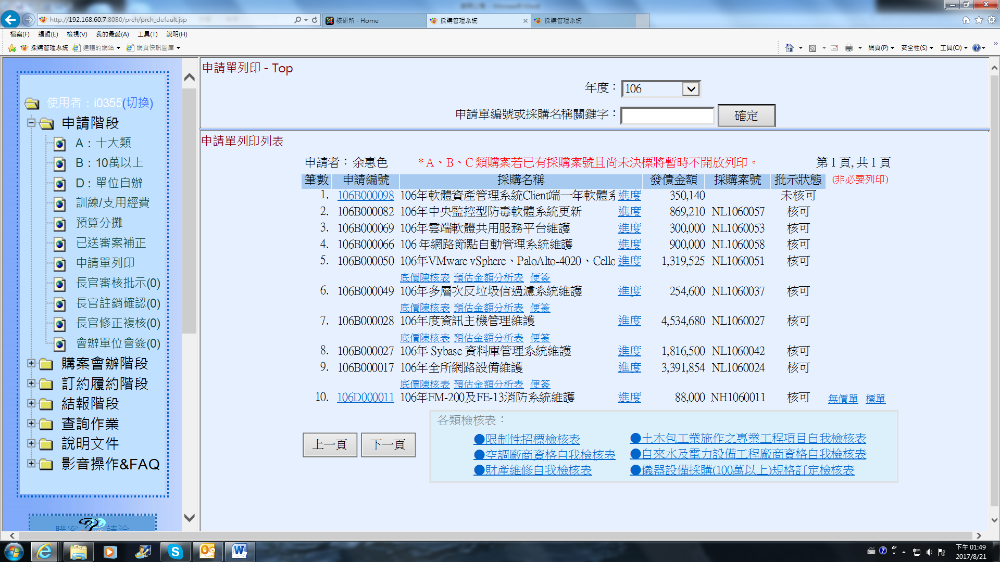 http://192.168.60.7:8080/prch/prch_default.jsp
核研所 - Home
採購管理系統
採購管理系統
檔案(F) 編輯(E) 檢視(V) 我的最愛(A) 工具(T) 說明(H)
採購管理系統 建議的網站 網頁快訊圖庫
網頁(P) 安全性(S) 工具(O)
使用者：i0355(切換)
申請階段
A：十大類
B：10萬以上
D：單位自辦
訓練/支用經費
預算分攤
已送審案補正
申請單列印
長官審核批示(0)
長官註銷確認(0)
長官修正複核(0)
會辦單位會簽(0)
購案會辦階段
訂約履約階段
結報階段
查詢作業
說明文件
影音操作&FAQ
申請單列印 - Top
年度：106
申請單編號或採購名稱關鍵字： 確定
申請單列印列表
申請者：余惠色 *A、B、C類購案若已有採購案號且尚未決標將暫時不開放列印。 第1頁,共1頁
筆數 申請編號 採購名稱 發價金額 採購案號 批示狀態 (非必要列印)
1. 106B000098 106年軟體資產管理系統Client端一年軟體系 進度 350,140 未核可
2. 106B000082 106年中央監控型防毒軟體系統更新 進度 869,210 NL1060057 核可
3. 106B000069 106年雲端軟體共用服務平台維護 進度 300,000 NL1060053 核可
4. 106B000066 106年網路節點自動管理系統維護 進度 900,000 NL1060058 核可
5. 106B000050 106年VMware vSphere、PaloAlto-4020、Cello 進度 1,319,525 NL1060051 核可
底價陳核表 預估金額分析表 便簽
6. 106B000049 106年多層次反垃圾信過濾系統維護 進度 254,600 NL1060037 核可
底價陳核表 預估金額分析表 便簽
7. 106B000028 106年度資訊主機管理維護 進度 4,534,680 NL1060027 核可
底價陳核表 預估金額分析表 便簽
8. 106B000027 106年 Sybase 資料庫管理系統維護 進度 1,816,500 NL1060042 核可
9. 106B000017 106年全所網路設備維護 進度 3,391,854 NL1060024 核可
底價陳核表 預估金額分析表 便簽
10. 106D000011 106年FM-200及FE-13消防系統維護 進度 88,000 NH1060011 核可 無價單 標單
各類檢核表：
●限制性招標檢核表 ●土木包工業施作之專業工程項目自我檢核表
●空調廠商資格自我檢核表 ●自來水及電力設備工程廠商資格自我檢核表
●財產維修自我檢核表 ●儀器設備採購(100萬以上)規格訂定檢核表
上一頁 下一頁
下午 01:49
2017/8/21